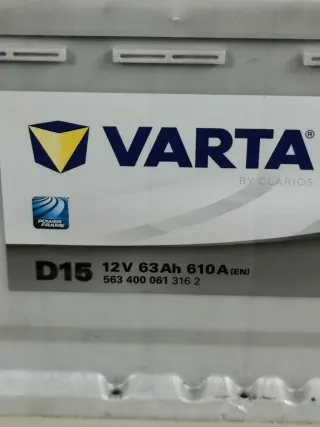 VARTA®
BY CLARIOS
POWER
FRAME
D15 12V 63Ah 610A (EN)
563 400 061 316 2